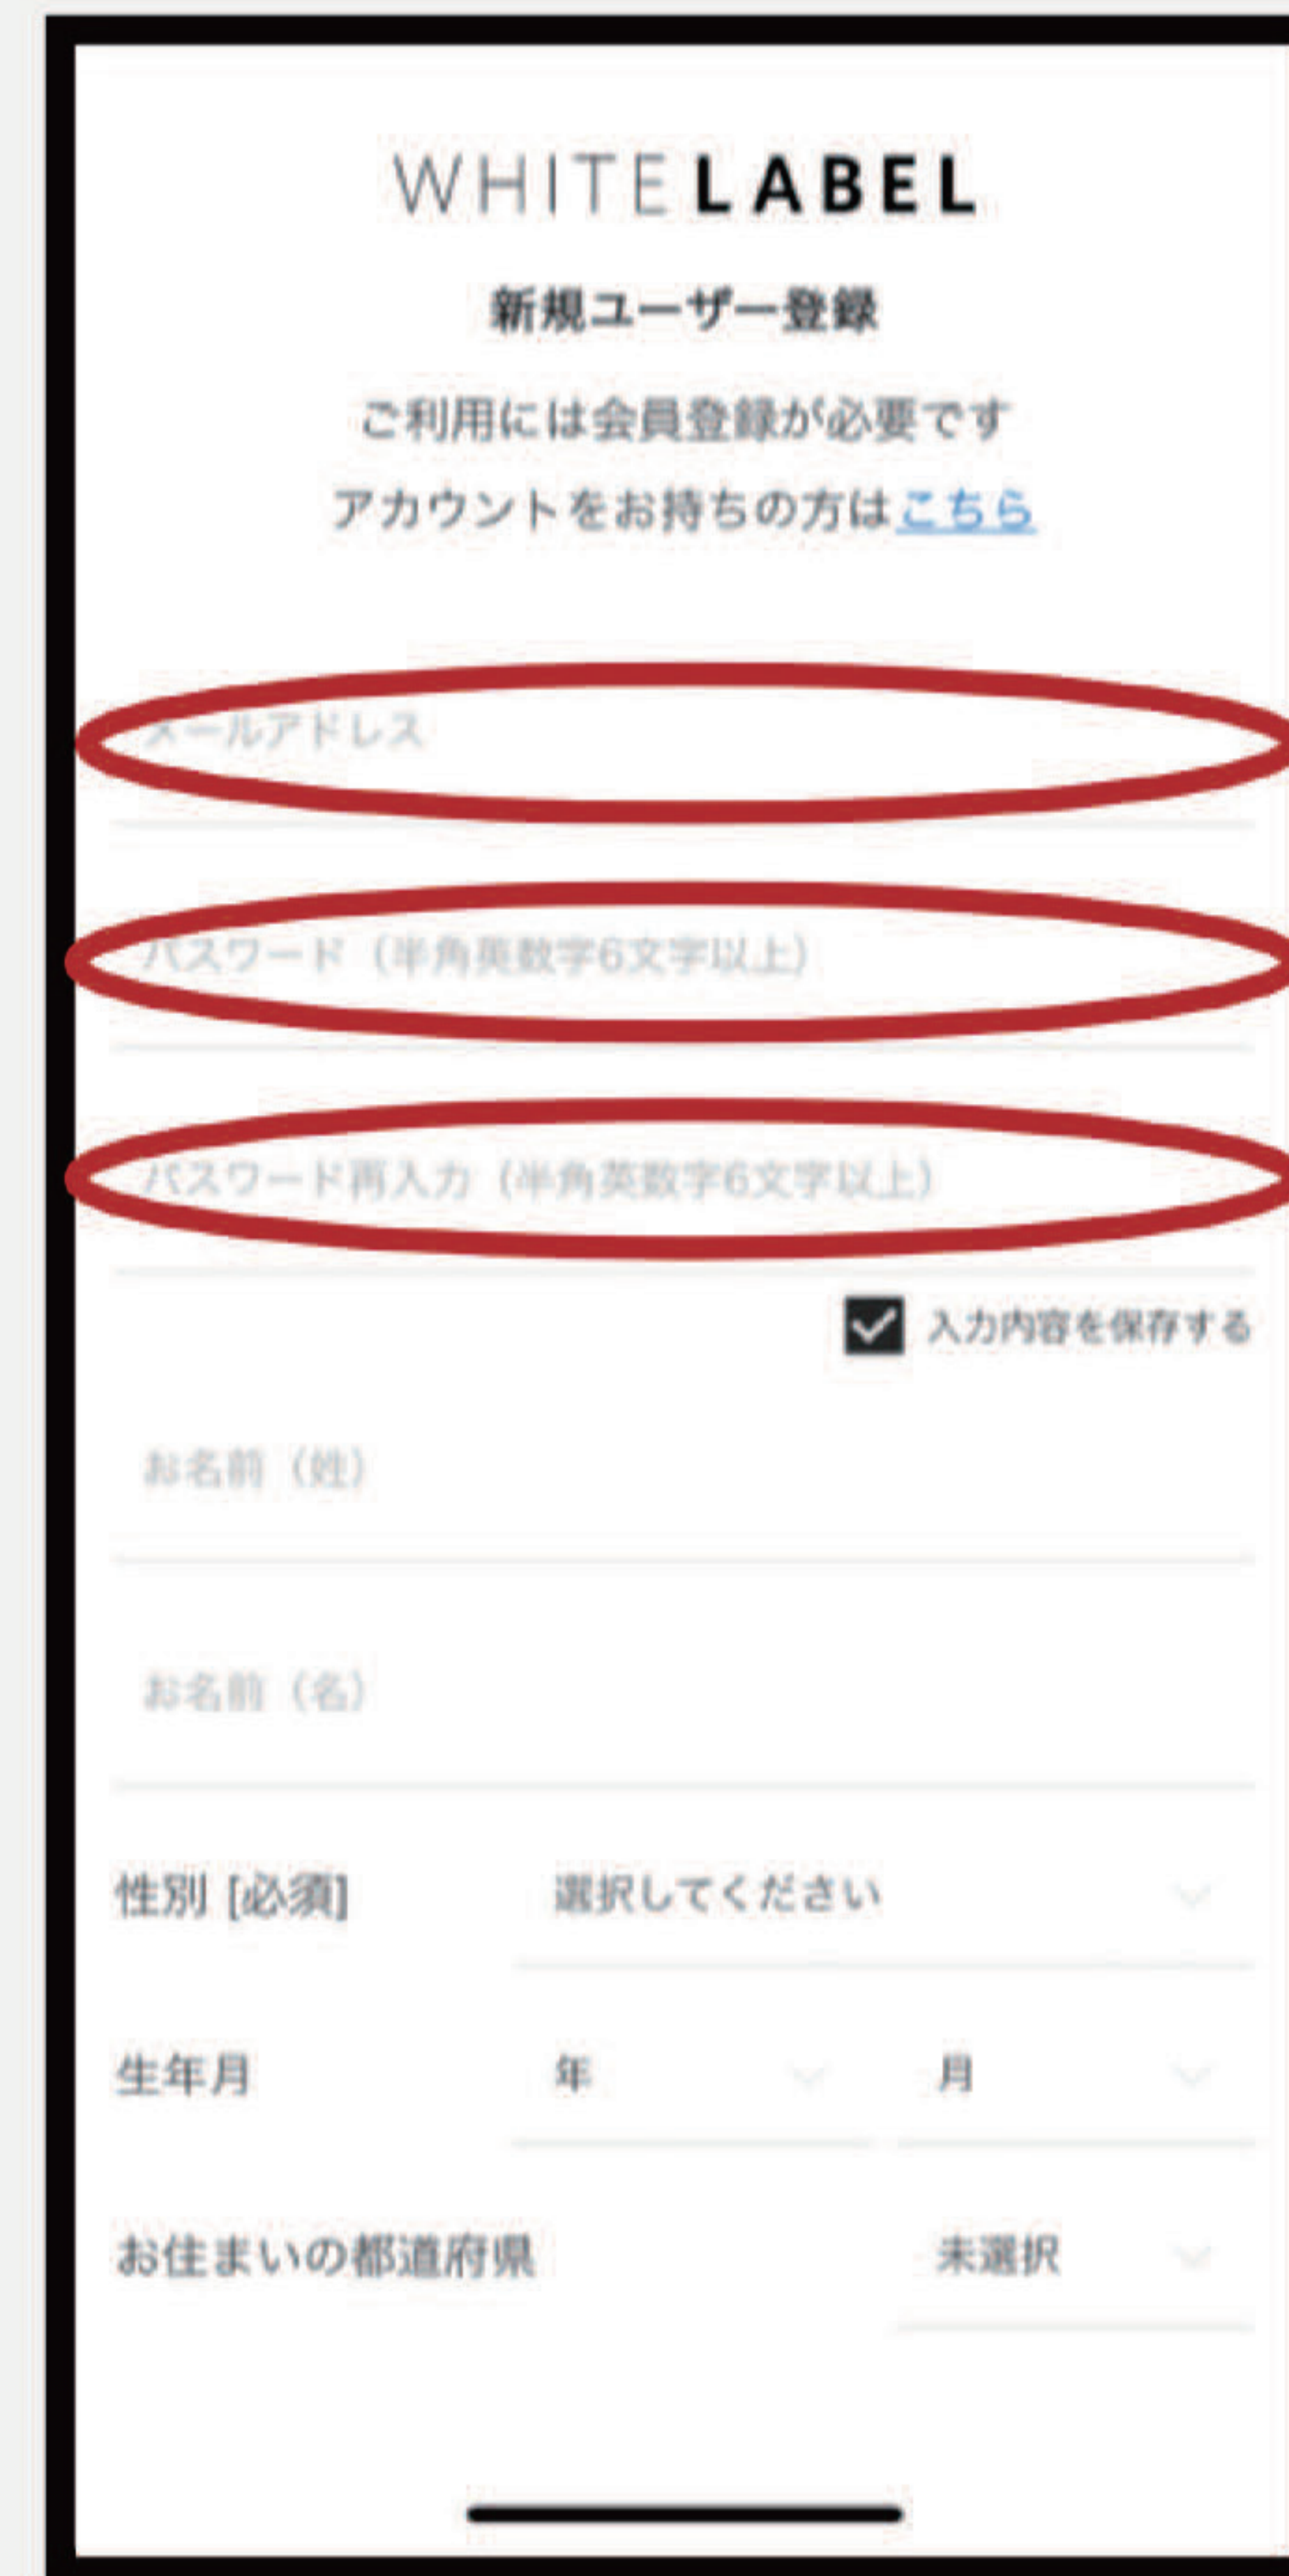 WHITE LABEL
新規ユーザー登録
ご利用には会員登録が必要です
アカウントをお持ちの方はこちら
メールアドレス
パスワード（半角英数字6文字以上）
パスワード再入力（半角英数字6文字以上）
入力内容を保存する
お名前（姓）
お名前（名）
性別 [必須] 選択してください
生年月 年 月
お住まいの都道府県 未選択